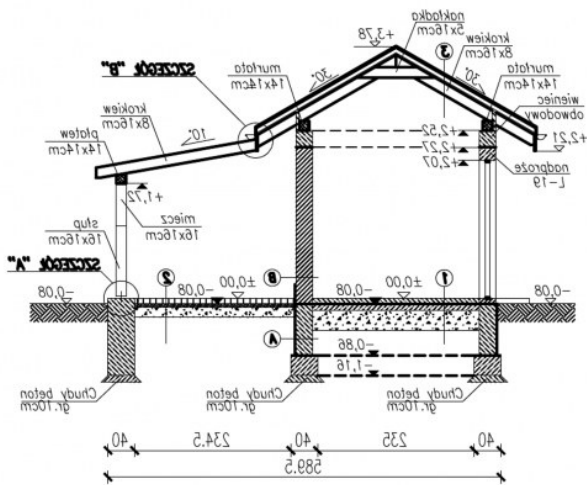 nakładka
5x16cm
+3,78
krokiew
8x16cm
3
SZCZEGÓŁ "B"
murłata
14x14cm
30°
30°
murłata
14x14cm
wieniec
obwodowy
krokiew
8x16cm
10°
płatew
14x14cm
+2,52
+2,27
+2,07
+2,21
nadproże
L-19
+1,72
miecz
16x16cm
słup
16x16cm
SZCZEGÓŁ "A"
2
B
1
-0,08
-0,08
±0,00
-0,08
±0,00
-0,08
A
-0,86
-1,16
Chudy beton
gr.10cm
Chudy beton
gr.10cm
Chudy beton
gr.10cm
40
235
40
234.5
40
589.5